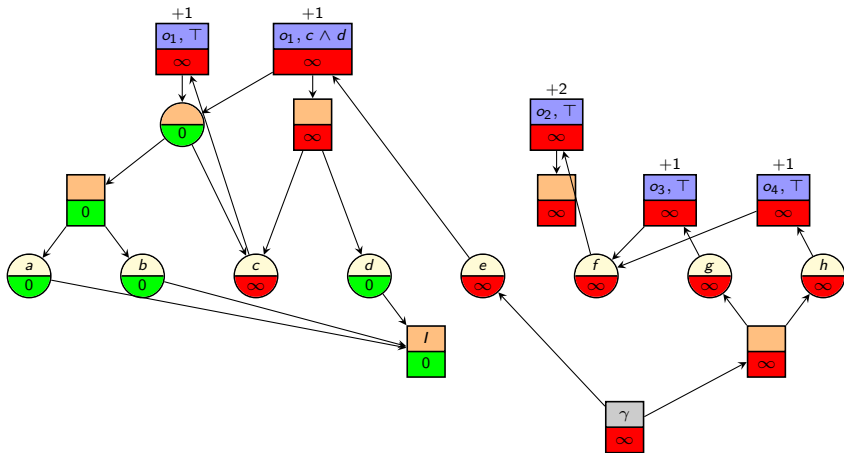 +1 +1
o₁, ⊤ o₁, c ∧ d
∞ ∞
+2
o₂, ⊤
∞
0 ∞
+1 +1
o₃, ⊤ o₄, ⊤
0 ∞ ∞ ∞
a b c d e f g h
0 0 ∞ 0 ∞ ∞ ∞ ∞
I
0 ∞
γ
∞